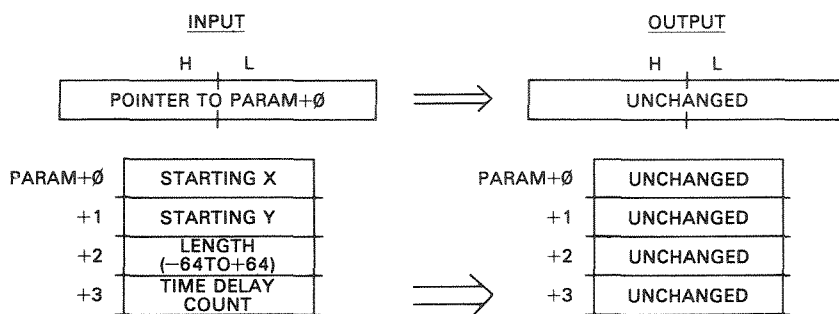 INPUT
OUTPUT
H L
H L
POINTER TO PARAM+Ø
UNCHANGED
PARAM+Ø STARTING X
PARAM+Ø UNCHANGED
+1 STARTING Y
+1 UNCHANGED
+2 LENGTH
(−64TO+64)
+2 UNCHANGED
+3 TIME DELAY
COUNT
+3 UNCHANGED